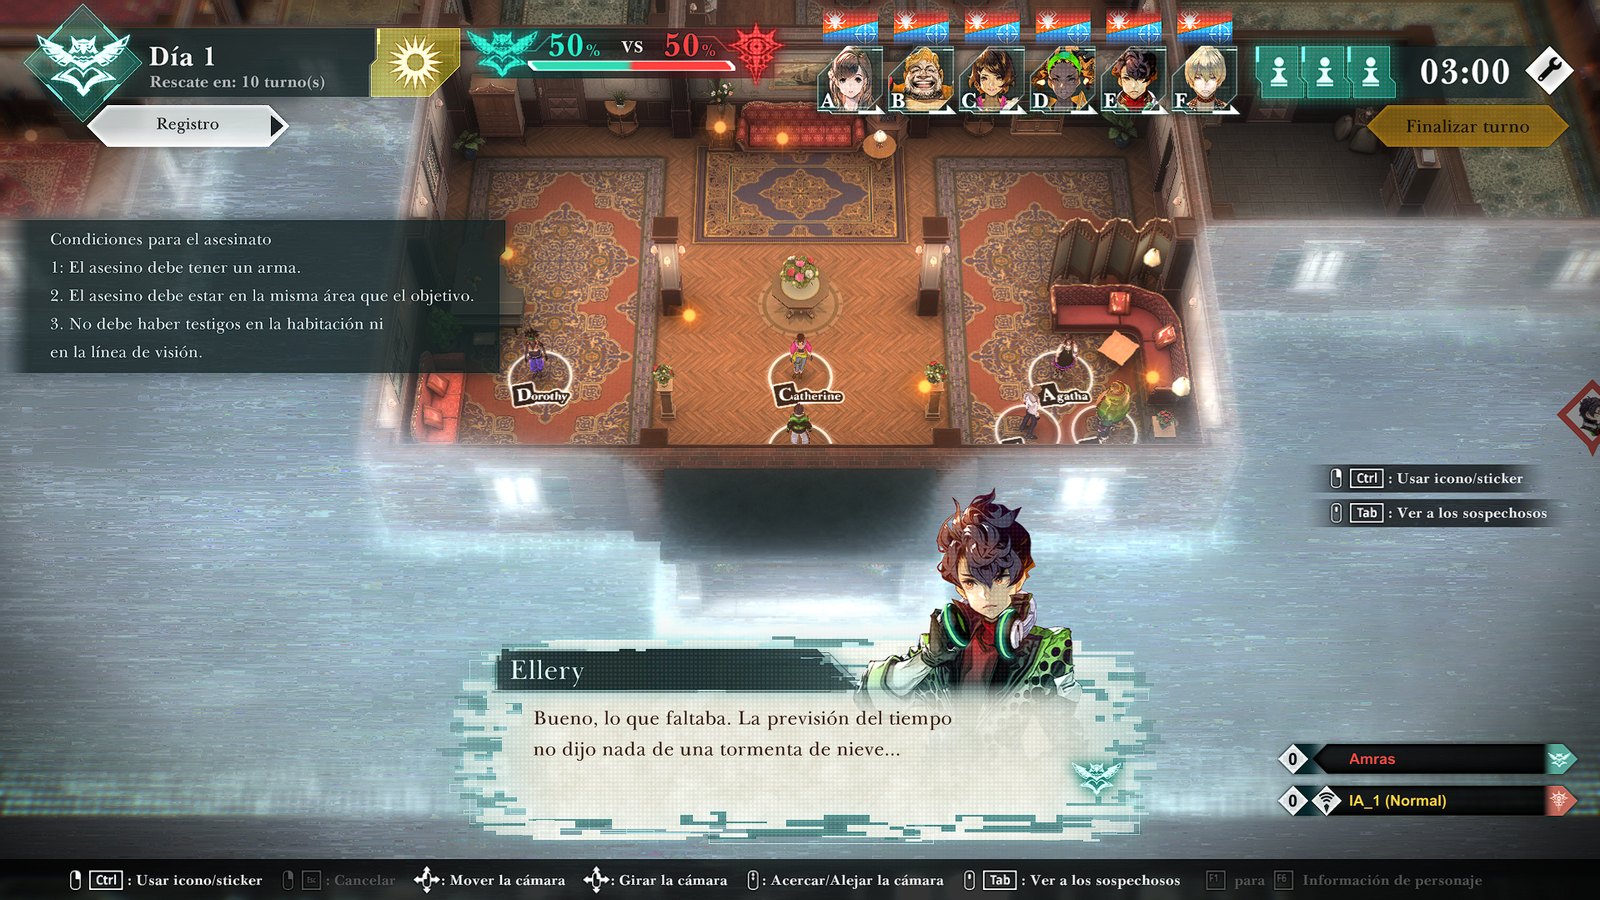 Día 1
Rescate en: 10 turno(s)
Registro
50% VS 50%
A B C D E F
03:00
Finalizar turno
Condiciones para el asesinato
1: El asesino debe tener un arma.
2. El asesino debe estar en la misma área que el objetivo.
3. No debe haber testigos en la habitación ni
en la línea de visión.
Dorothy
Catherine
Agatha
Ctrl : Usar icono/sticker
Tab : Ver a los sospechosos
Ellery
Bueno, lo que faltaba. La previsión del tiempo
no dijo nada de una tormenta de nieve...
0 Amras
0 IA_1 (Normal)
Ctrl : Usar icono/sticker Esc : Cancelar : Mover la cámara : Girar la cámara : Acercar/Alejar la cámara Tab : Ver a los sospechosos F1 para F6 Información de personaje